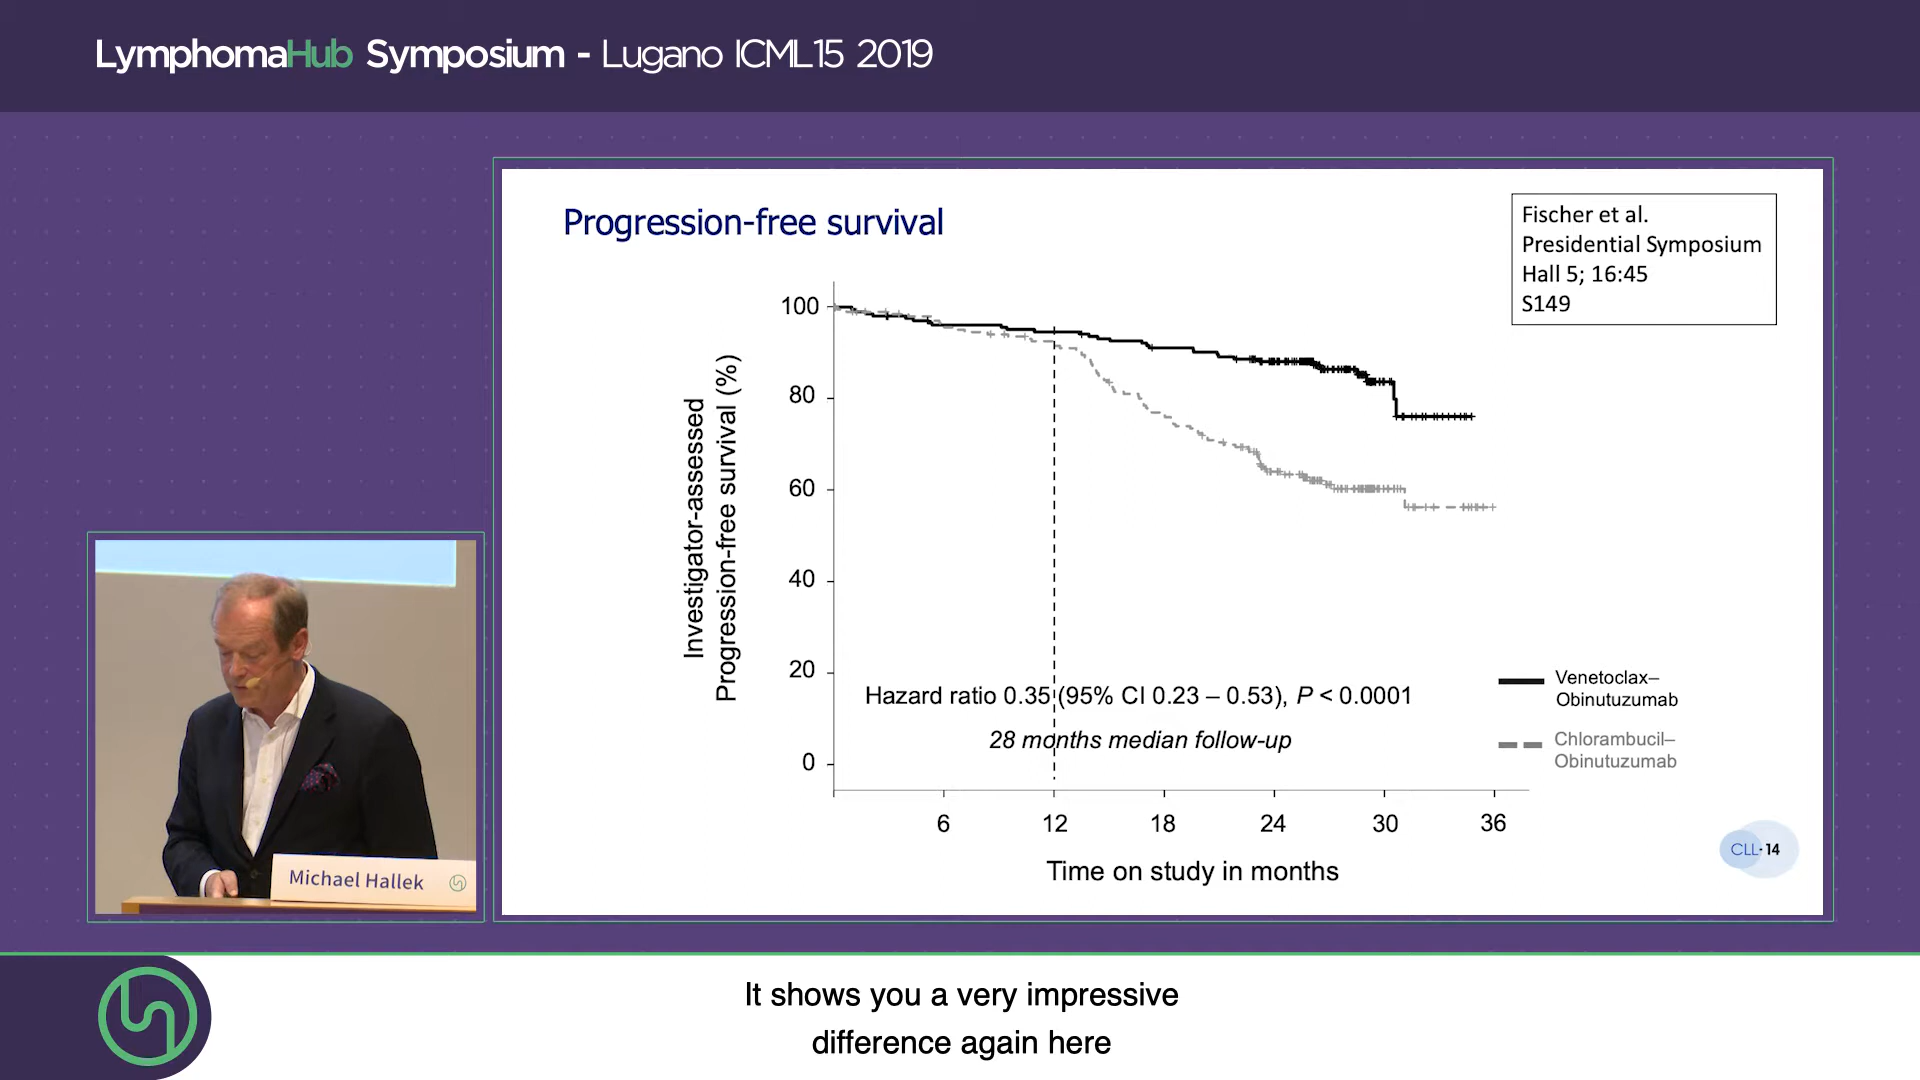 LymphomaHub Symposium - Lugano ICML15 2019
Progression-free survival
Fischer et al.
Presidential Symposium
Hall 5; 16:45
S149
Investigator-assessed
Progression-free survival (%)
100
80
60
40
20
0
Hazard ratio 0.35 (95% CI 0.23 – 0.53), P < 0.0001
28 months median follow-up
Venetoclax–
Obinutuzumab
Chlorambucil–
Obinutuzumab
6 12 18 24 30 36
Time on study in months
CLL·14
Michael Hallek
It shows you a very impressive
difference again here